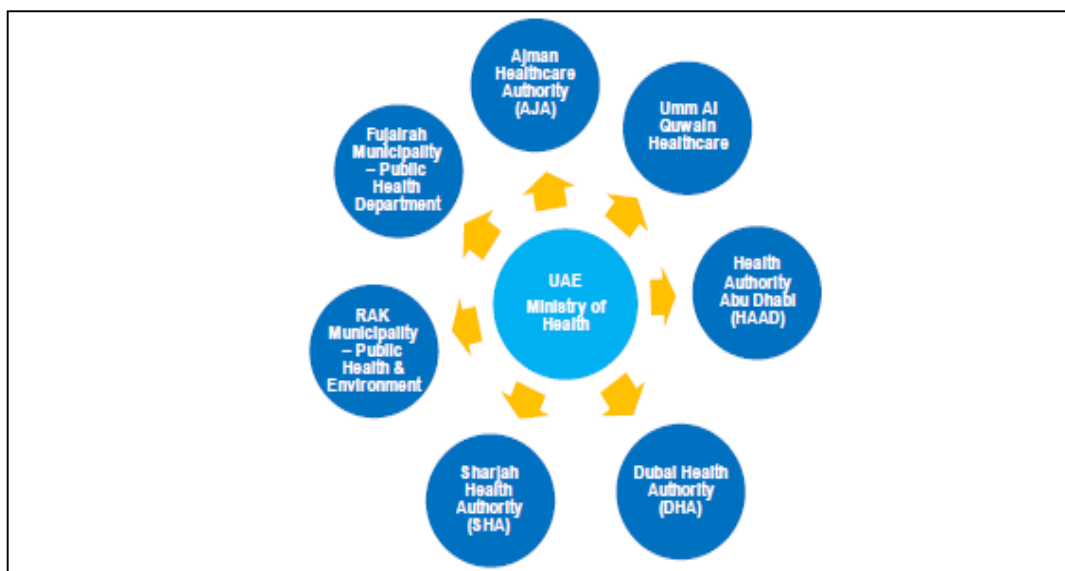 Ajman
Healthcare
Authority
(AJA)
Umm Al
Quwain
Healthcare
Fujairah
Municipality
– Public
Health
Department
UAE
Ministry of
Health
Health
Authority
Abu Dhabi
(HAAD)
RAK
Municipality
– Public
Health &
Environment
Sharjah
Health
Authority
(SHA)
Dubai Health
Authority
(DHA)